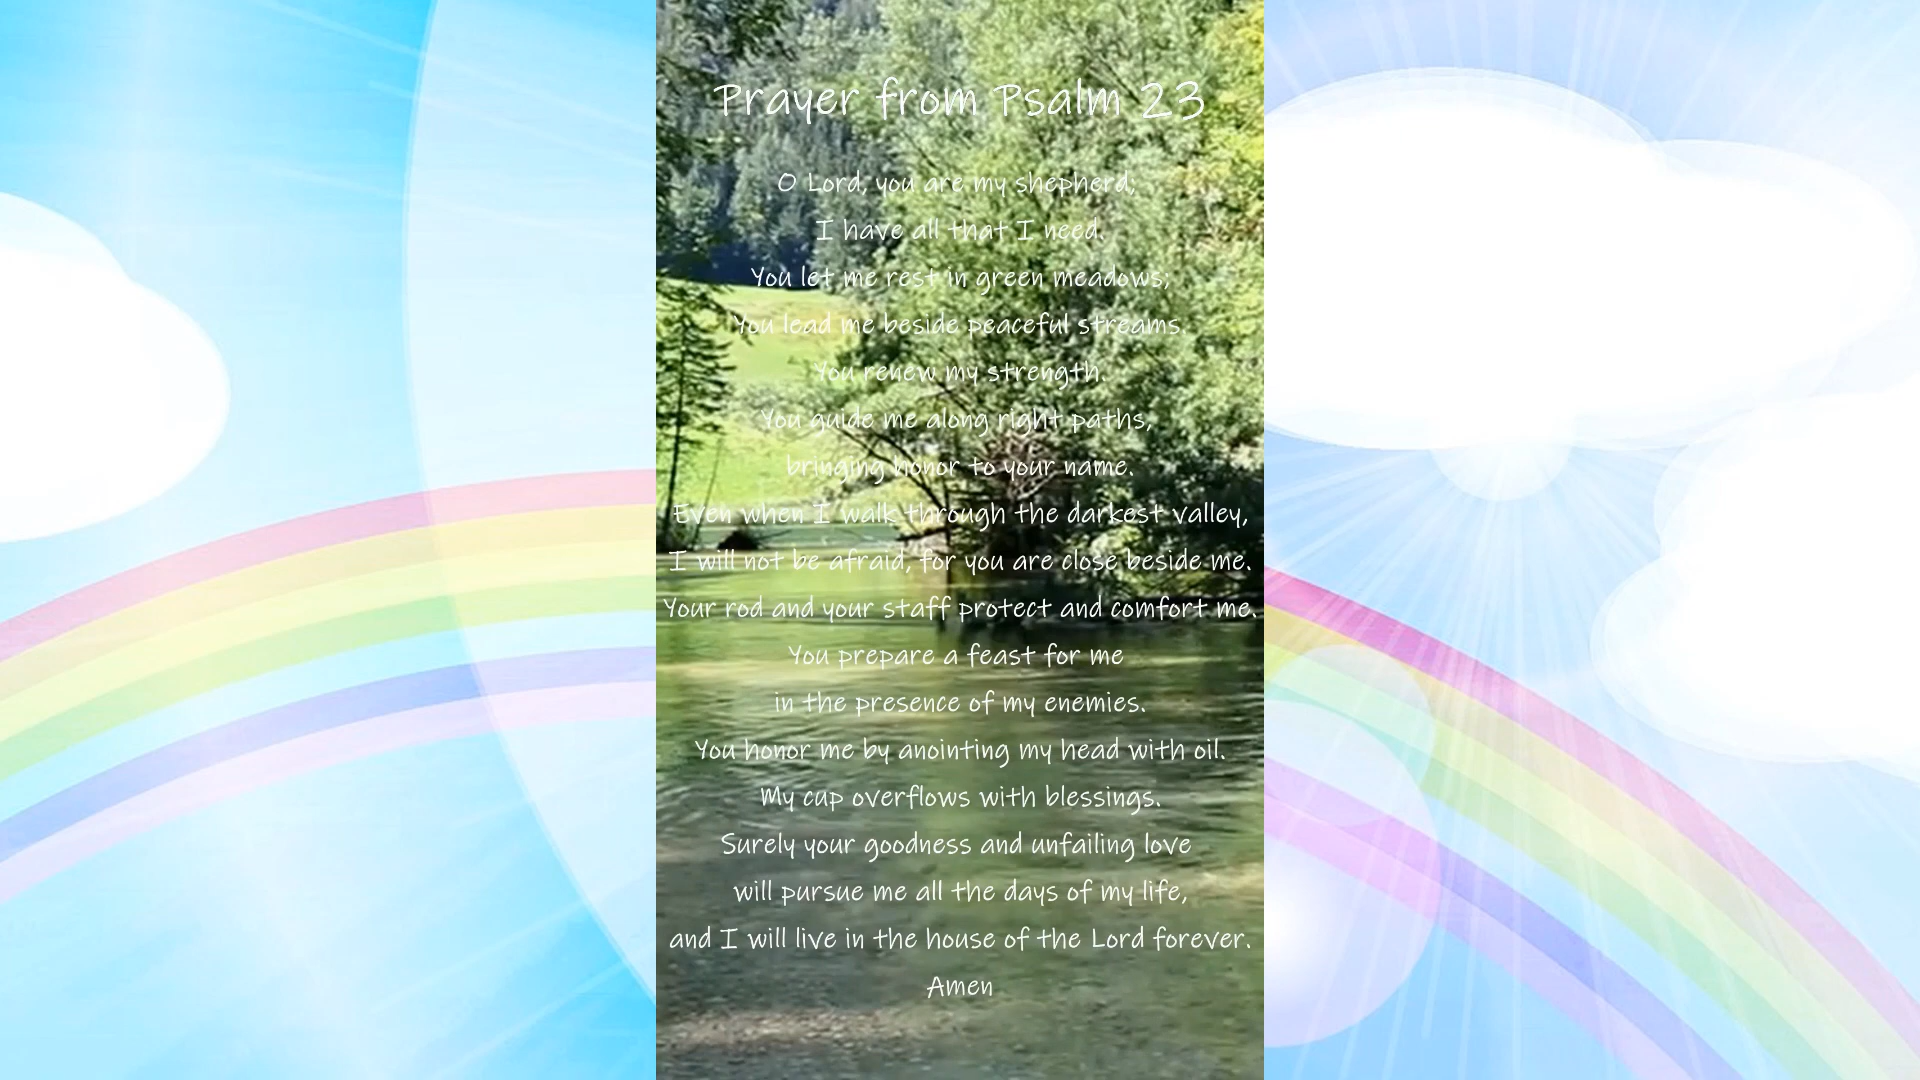 Prayer from Psalm 23
O Lord, you are my shepherd;
I have all that I need.
You let me rest in green meadows;
You lead me beside peaceful streams.
You renew my strength.
You guide me along right paths,
bringing honor to your name.
Even when I walk through the darkest valley,
I will not be afraid, for you are close beside me.
Your rod and your staff protect and comfort me.
You prepare a feast for me
in the presence of my enemies.
You honor me by anointing my head with oil.
My cup overflows with blessings.
Surely your goodness and unfailing love
will pursue me all the days of my life,
and I will live in the house of the Lord forever.
Amen